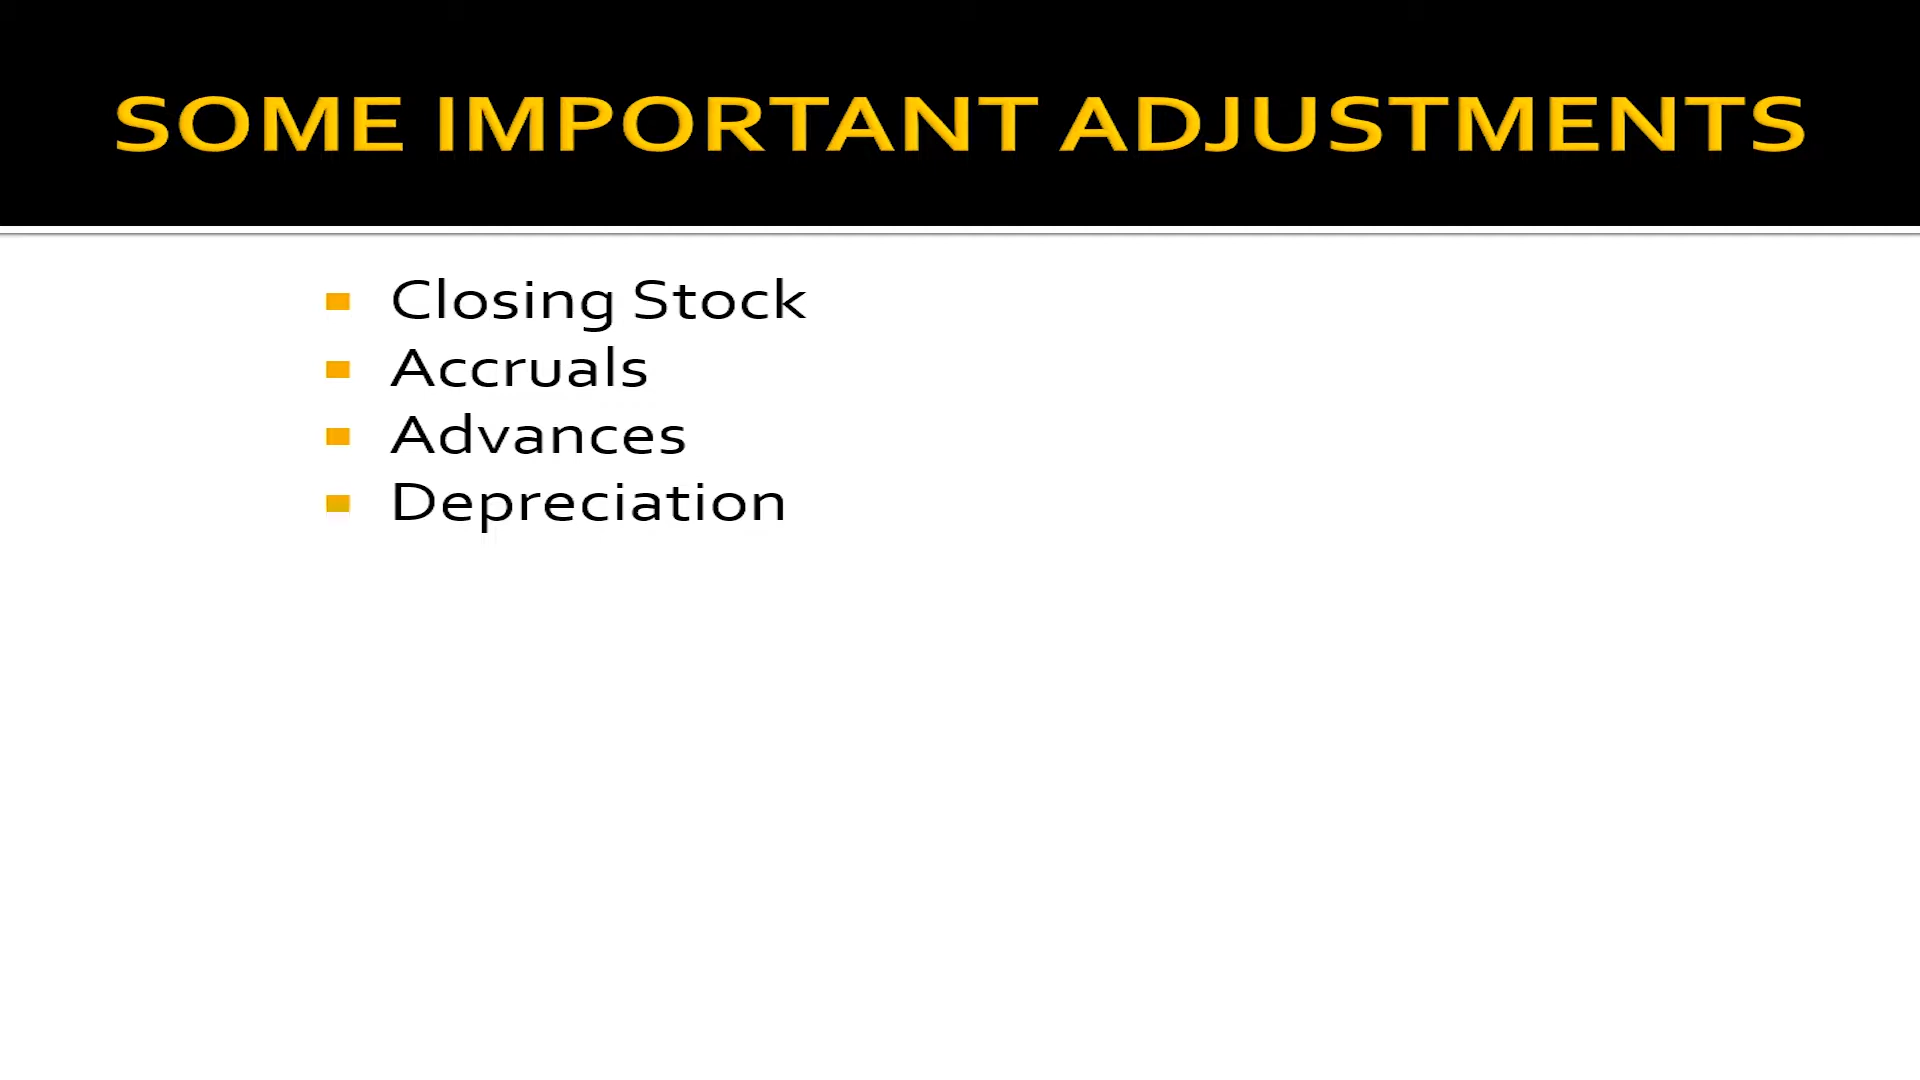 SOME IMPORTANT ADJUSTMENTS
Closing Stock
Accruals
Advances
Depreciation